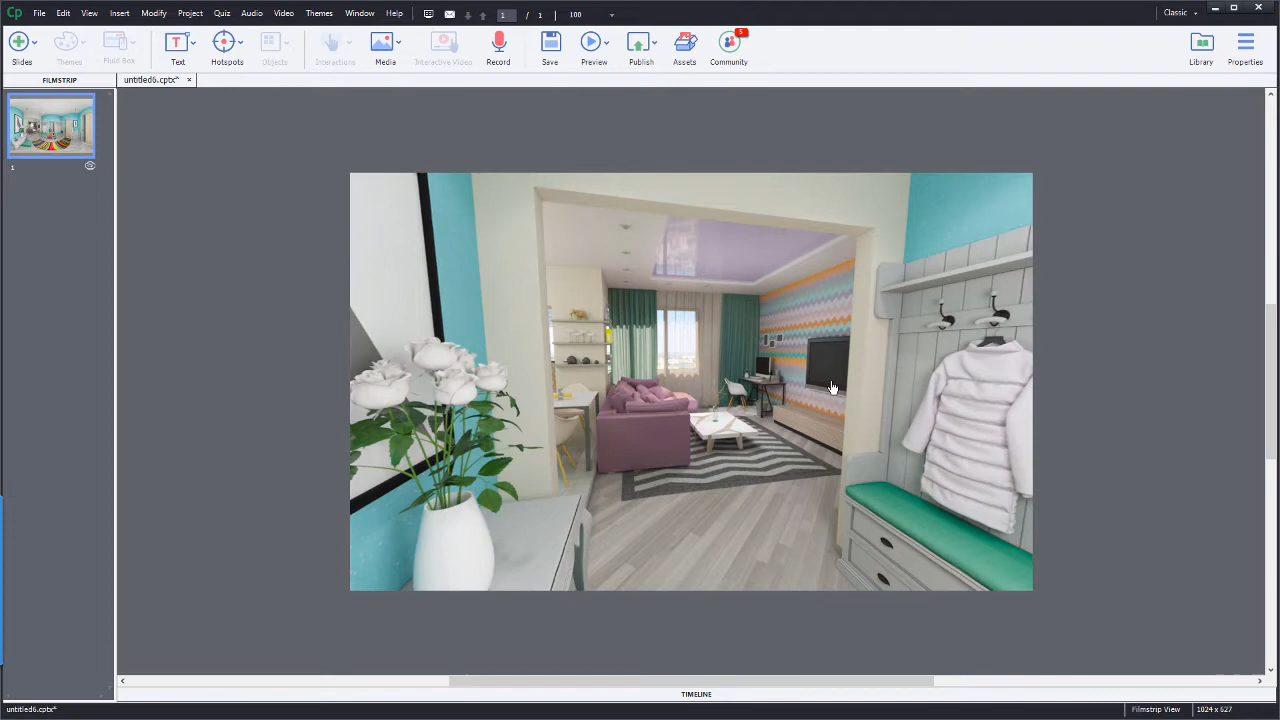 Cp File Edit View Insert Modify Project Quiz Audio Video Themes Window Help 1 / 1 100 Classic
Slides Themes Fluid Box Text Hotspots Objects Interactions Media Interactive Video Record Save Preview Publish Assets Community 5 Library Properties
FILMSTRIP untitled6.cptx* ×
1
TIMELINE
untitled6.cptx* Filmstrip View 1024 x 627